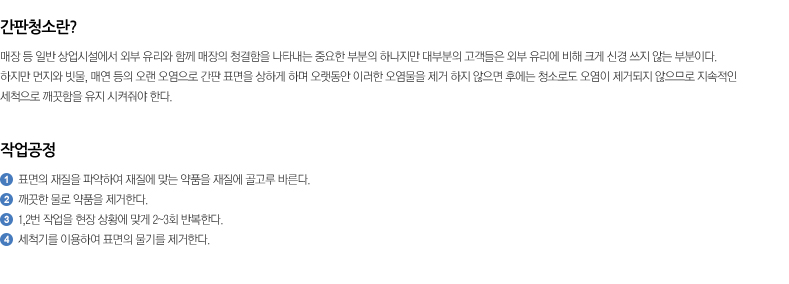 간판청소란?
매장 등 일반 상업시설에서 외부 유리와 함께 매장의 청결함을 나타내는 중요한 부분의 하나지만 대부분의 고객들은 외부 유리에 비해 크게 신경 쓰지 않는 부분이다.
하지만 먼지와 빗물, 매연 등의 오랜 오염으로 간판 표면을 상하게 하며 오랫동안 이러한 오염물을 제거 하지 않으면 후에는 청소로도 오염이 제거되지 않으므로 지속적인
세척으로 깨끗함을 유지 시켜줘야 한다.
작업공정
1 표면의 재질을 파악하여 재질에 맞는 약품을 재질에 골고루 바른다.
2 깨끗한 물로 약품을 제거한다.
3 1,2번 작업을 현장 상황에 맞게 2~3회 반복한다.
4 세척기를 이용하여 표면의 물기를 제거한다.